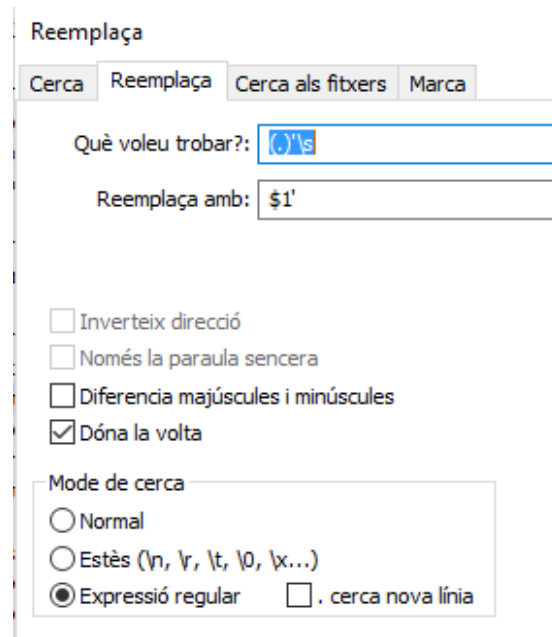 Reemplaça
Cerca Reemplaça Cerca als fitxers Marca
Què voleu trobar?: (.)'\s
Reemplaça amb: $1'
Inverteix direcció
Només la paraula sencera
Diferencia majúscules i minúscules
Dóna la volta
Mode de cerca
Normal
Estès (\n, \r, \t, \0, \x...)
Expressió regular . cerca nova línia